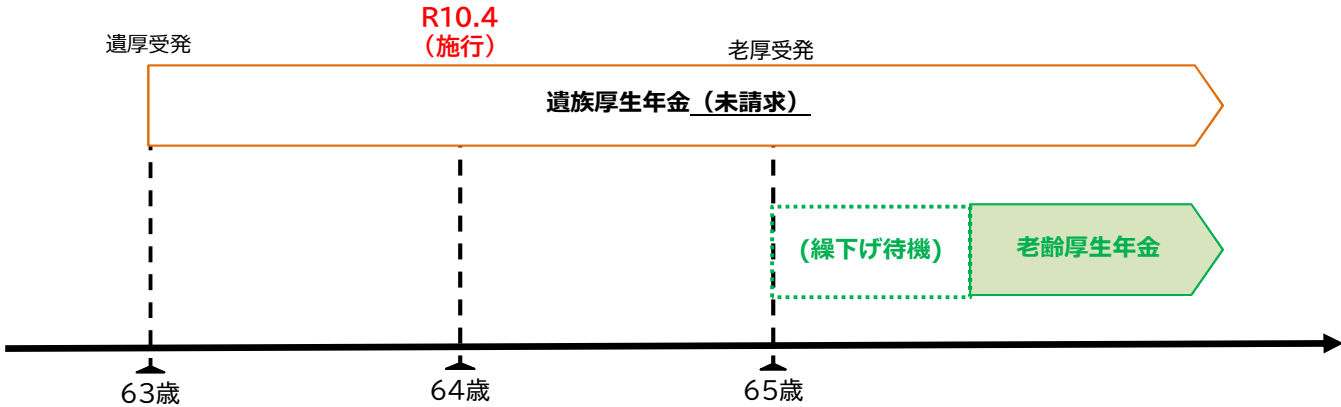 R10.4
(施行)
遺厚受発
老厚受発
遺族厚生年金(未請求)
(繰下げ待機)
老齢厚生年金
63歳
64歳
65歳